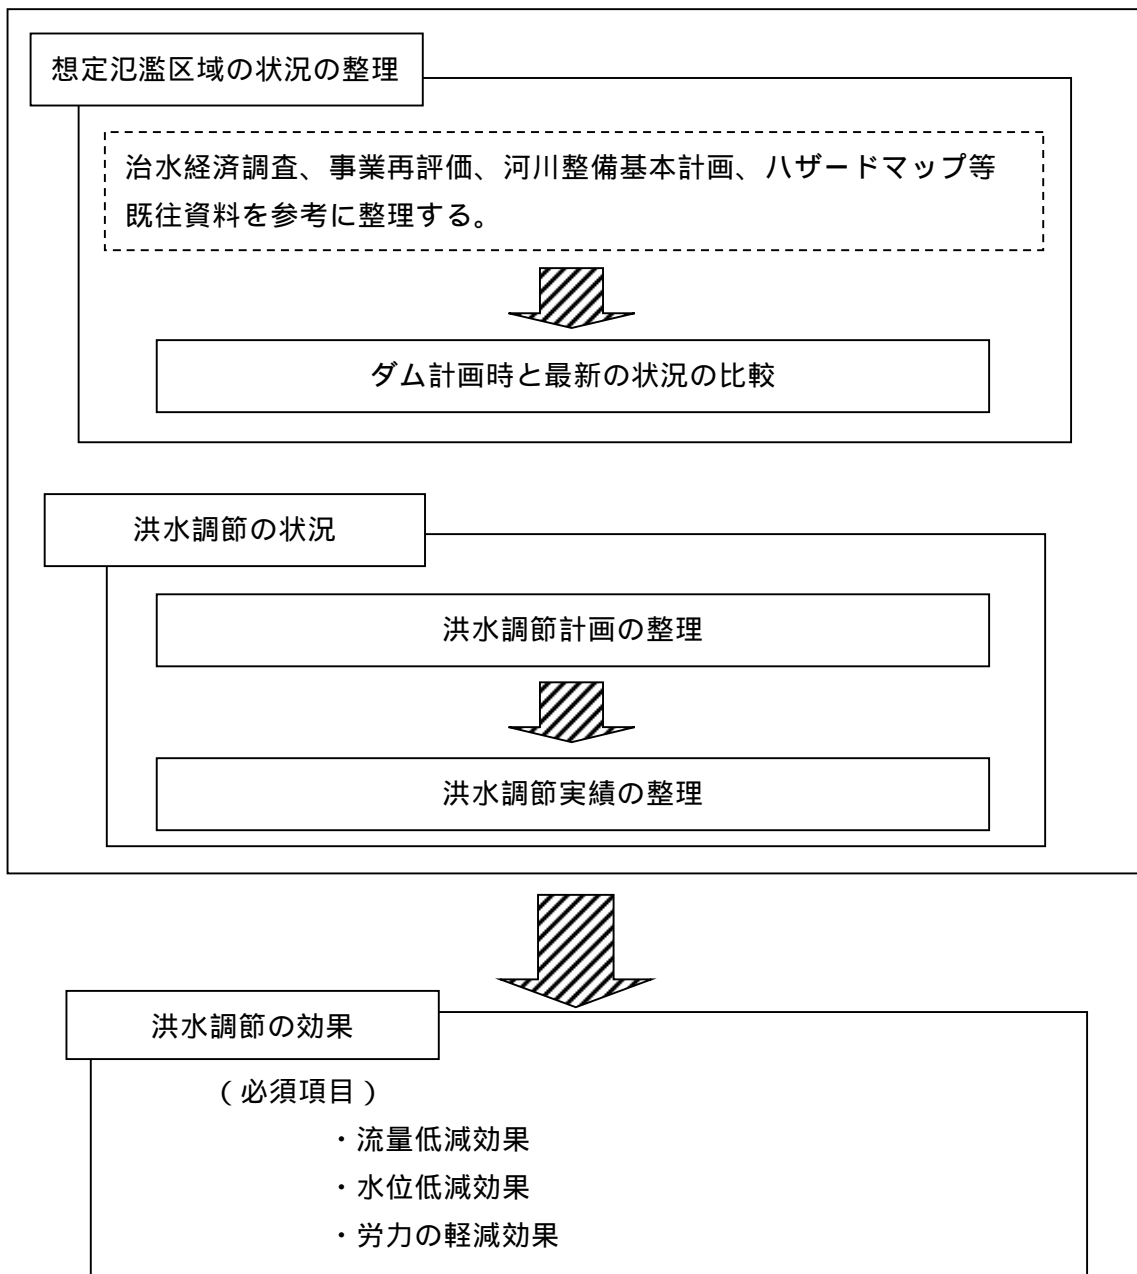 想定氾濫区域の状況の整理
治水経済調査、事業再評価、河川整備基本計画、ハザードマップ等
既往資料を参考に整理する。
ダム計画時と最新の状況の比較
洪水調節の状況
洪水調節計画の整理
洪水調節実績の整理
洪水調節の効果
（必須項目）
・流量低減効果
・水位低減効果
・労力の軽減効果